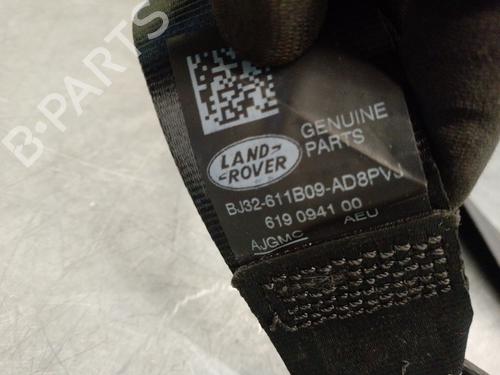 B-PARTS
GENUINE
PARTS
LAND-
ROVER
BJ32-611B09-AD8PVJ
619 0941 00
AJGMC AEU